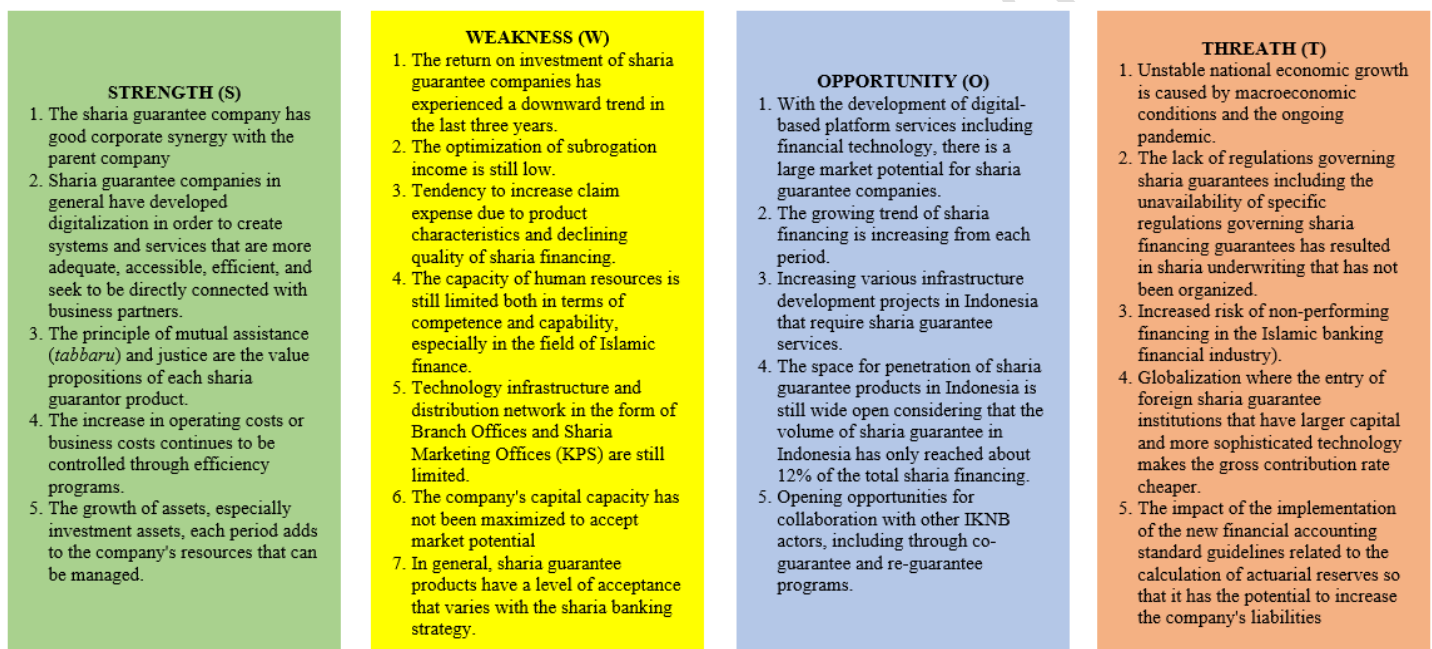 STRENGTH (S)
1. The sharia guarantee company has
good corporate synergy with the
parent company
2. Sharia guarantee companies in
general have developed
digitalization in order to create
systems and services that are more
adequate, accessible, efficient, and
seek to be directly connected with
business partners.
3. The principle of mutual assistance
(tabbaru) and justice are the value
propositions of each sharia
guarantor product.
4. The increase in operating costs or
business costs continues to be
controlled through efficiency
programs.
5. The growth of assets, especially
investment assets, each period adds
to the company's resources that can
be managed.
WEAKNESS (W)
1. The return on investment of sharia
guarantee companies has
experienced a downward trend in
the last three years.
2. The optimization of subrogation
income is still low.
3. Tendency to increase claim
expense due to product
characteristics and declining
quality of sharia financing.
4. The capacity of human resources is
still limited both in terms of
competence and capability,
especially in the field of Islamic
finance.
5. Technology infrastructure and
distribution network in the form of
Branch Offices and Sharia
Marketing Offices (KPS) are still
limited.
6. The company's capital capacity has
not been maximized to accept
market potential
7. In general, sharia guarantee
products have a level of acceptance
that varies with the sharia banking
strategy.
OPPORTUNITY (O)
1. With the development of digital-
based platform services including
financial technology, there is a
large market potential for sharia
guarantee companies.
2. The growing trend of sharia
financing is increasing from each
period.
3. Increasing various infrastructure
development projects in Indonesia
that require sharia guarantee
services.
4. The space for penetration of sharia
guarantee products in Indonesia is
still wide open considering that the
volume of sharia guarantee in
Indonesia has only reached about
12% of the total sharia financing.
5. Opening opportunities for
collaboration with other IKNB
actors, including through co-
guarantee and re-guarantee
programs.
THREATH (T)
1. Unstable national economic growth
is caused by macroeconomic
conditions and the ongoing
pandemic.
2. The lack of regulations governing
sharia guarantees including the
unavailability of specific
regulations governing sharia
financing guarantees has resulted
in sharia underwriting that has not
been organized.
3. Increased risk of non-performing
financing in the Islamic banking
financial industry).
4. Globalization where the entry of
foreign sharia guarantee
institutions that have larger capital
and more sophisticated technology
makes the gross contribution rate
cheaper.
5. The impact of the implementation
of the new financial accounting
standard guidelines related to the
calculation of actuarial reserves so
that it has the potential to increase
the company's liabilities